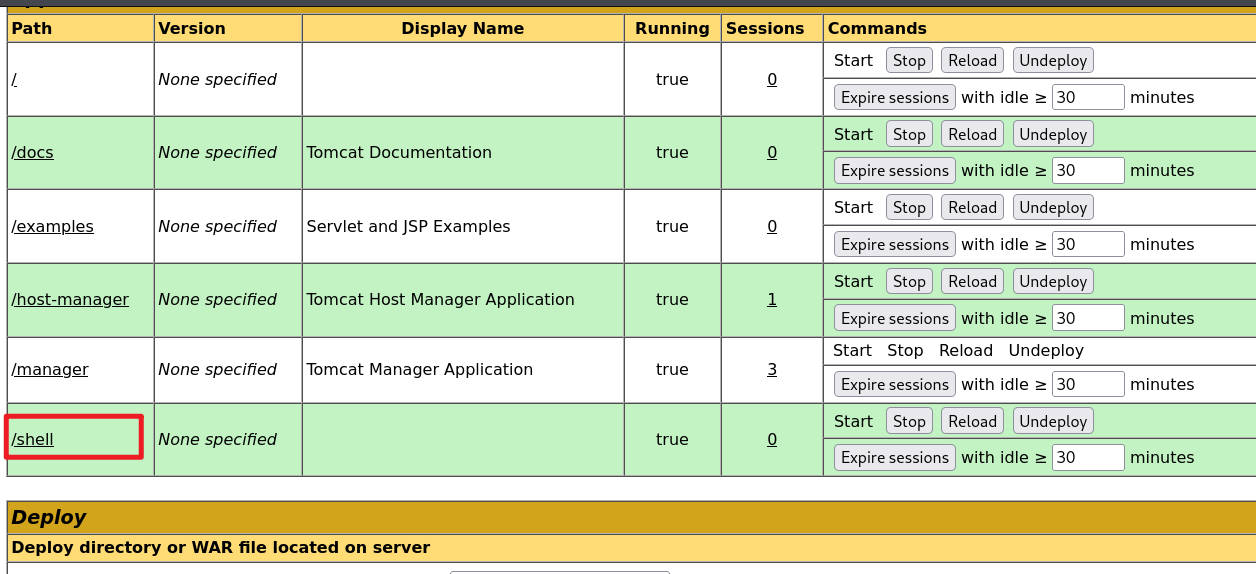 Path Version Display Name Running Sessions Commands
/ None specified true 0 Start Stop Reload Undeploy
Expire sessions with idle ≥ 30 minutes
/docs None specified Tomcat Documentation true 0 Start Stop Reload Undeploy
Expire sessions with idle ≥ 30 minutes
/examples None specified Servlet and JSP Examples true 0 Start Stop Reload Undeploy
Expire sessions with idle ≥ 30 minutes
/host-manager None specified Tomcat Host Manager Application true 1 Start Stop Reload Undeploy
Expire sessions with idle ≥ 30 minutes
/manager None specified Tomcat Manager Application true 3 Start Stop Reload Undeploy
Expire sessions with idle ≥ 30 minutes
/shell None specified true 0 Start Stop Reload Undeploy
Expire sessions with idle ≥ 30 minutes
Deploy
Deploy directory or WAR file located on server